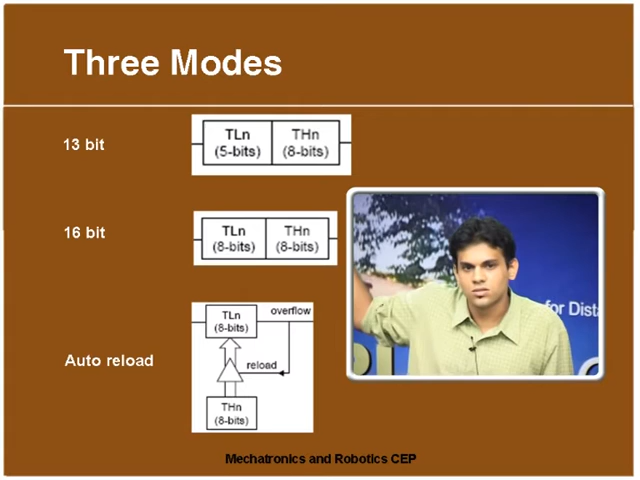 Three Modes
13 bit
TLn THn
(5-bits) (8-bits)
16 bit
TLn THn
(8-bits) (8-bits)
for Dista
Auto reload
TLn
(8-bits)
overflow
reload
THn
(8-bits)
Mechatronics and Robotics CEP